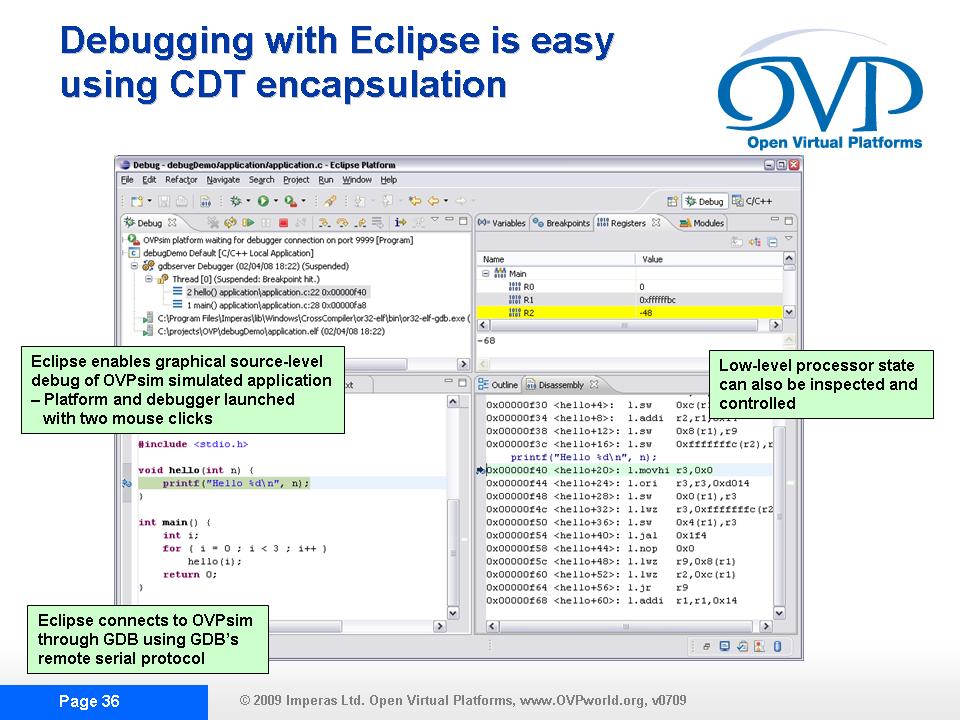 Debugging with Eclipse is easy
using CDT encapsulation
OVP
Open Virtual Platforms
Debug - debugDemo/application/application.c - Eclipse Platform
File Edit Refactor Navigate Search Project Run Window Help
Debug C/C++
Debug
OVPsim platform waiting for debugger connection on port 9999 [Program]
debugDemo Default [C/C++ Local Application]
gdbserver Debugger (02/04/08 18:22) (Suspended)
Thread [0] (Suspended: Breakpoint hit.)
2 hello() application\application.c:22 0x00000f40
1 main() application\application.c:28 0x00000fa8
C:\Program Files\Imperas\lib\Windows\CrossCompiler\or32-elf\bin\or32-elf-gdb.exe (
C:\projects\OVP\debugDemo\application.elf (02/04/08 18:22)
Variables Breakpoints Registers Modules
Name Value
Main
R0 0
R1 0xffffffbc
R2 -48
-68
Eclipse enables graphical source-level
debug of OVPsim simulated application
– Platform and debugger launched
with two mouse clicks
Low-level processor state
can also be inspected and
controlled
#include <stdio.h>
void hello(int n) {
printf("Hello %d\n", n);
}
int main() {
int i;
for ( i = 0 ; i < 3 ; i++ )
hello(i);
return 0;
}
Outline Disassembly
0x00000f30 <hello+4>: l.sw 0xc(r1
0x00000f34 <hello+8>: l.addi r2,r1,
0x00000f38 <hello+12>: l.sw 0x8(r1),r9
0x00000f3c <hello+16>: l.sw 0xfffffffc(r2),r
printf("Hello %d\n", n);
0x00000f40 <hello+20>: l.movhi r3,0x0
0x00000f44 <hello+24>: l.ori r3,r3,0xd014
0x00000f48 <hello+28>: l.sw 0x0(r1),r3
0x00000f4c <hello+32>: l.lwz r3,0xfffffffc(r2
0x00000f50 <hello+36>: l.sw 0x4(r1),r3
0x00000f54 <hello+40>: l.jal 0x1f4
0x00000f58 <hello+44>: l.nop 0x0
0x00000f5c <hello+48>: l.lwz r9,0x8(r1)
0x00000f60 <hello+52>: l.lwz r2,0xc(r1)
0x00000f64 <hello+56>: l.jr r9
0x00000f68 <hello+60>: l.addi r1,r1,0x14
Eclipse connects to OVPsim
through GDB using GDB's
remote serial protocol
Page 36
© 2009 Imperas Ltd. Open Virtual Platforms, www.OVPworld.org, v0709